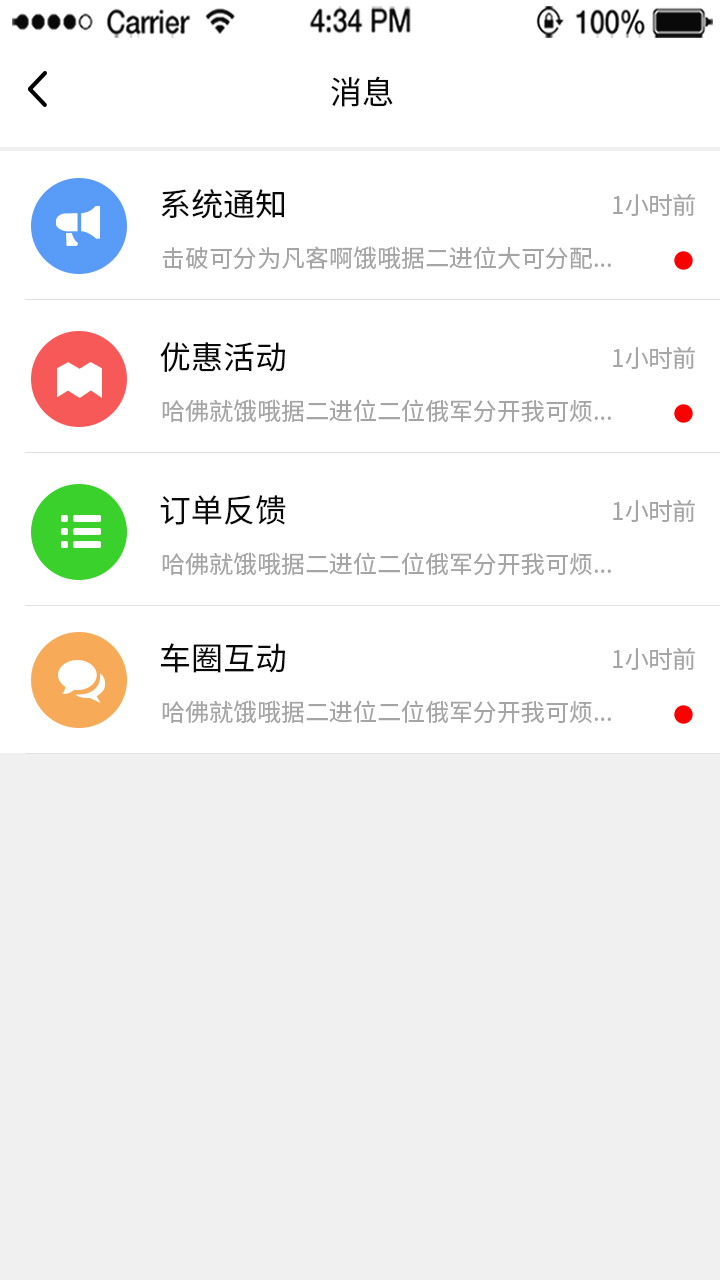 Carrier 4:34 PM 100%
消息
系统通知 1小时前
击破可分为凡客啊饿哦据二进位大可分配...
优惠活动 1小时前
哈佛就饿哦据二进位二位俄军分开我可烦...
订单反馈 1小时前
哈佛就饿哦据二进位二位俄军分开我可烦...
车圈互动 1小时前
哈佛就饿哦据二进位二位俄军分开我可烦...